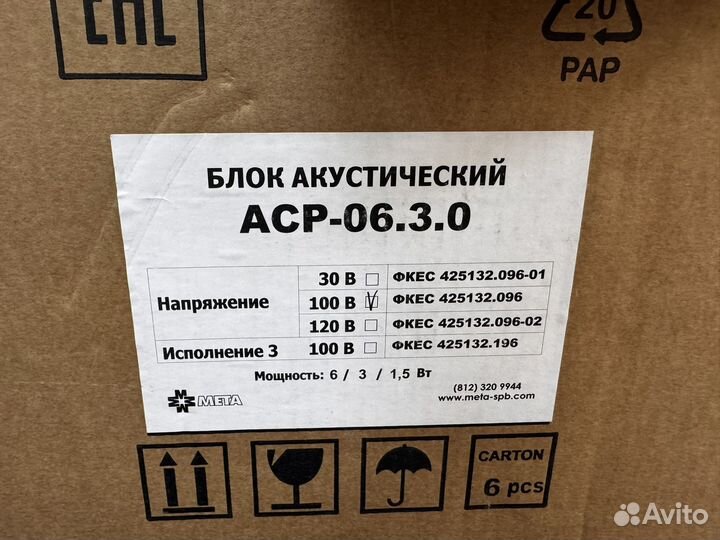 EAC
20
PAP
БЛОК АКУСТИЧЕСКИЙ
АСР-06.3.0
Напряжение
30 В ФКЕС 425132.096-01
100 В V ФКЕС 425132.096
120 В ФКЕС 425132.096-02
Исполнение 3 100 В ФКЕС 425132.196
Мощность: 6 / 3 / 1,5 Вт
META
(812) 320 9944
www.meta-spb.com
CARTON
6 pcs
Avito